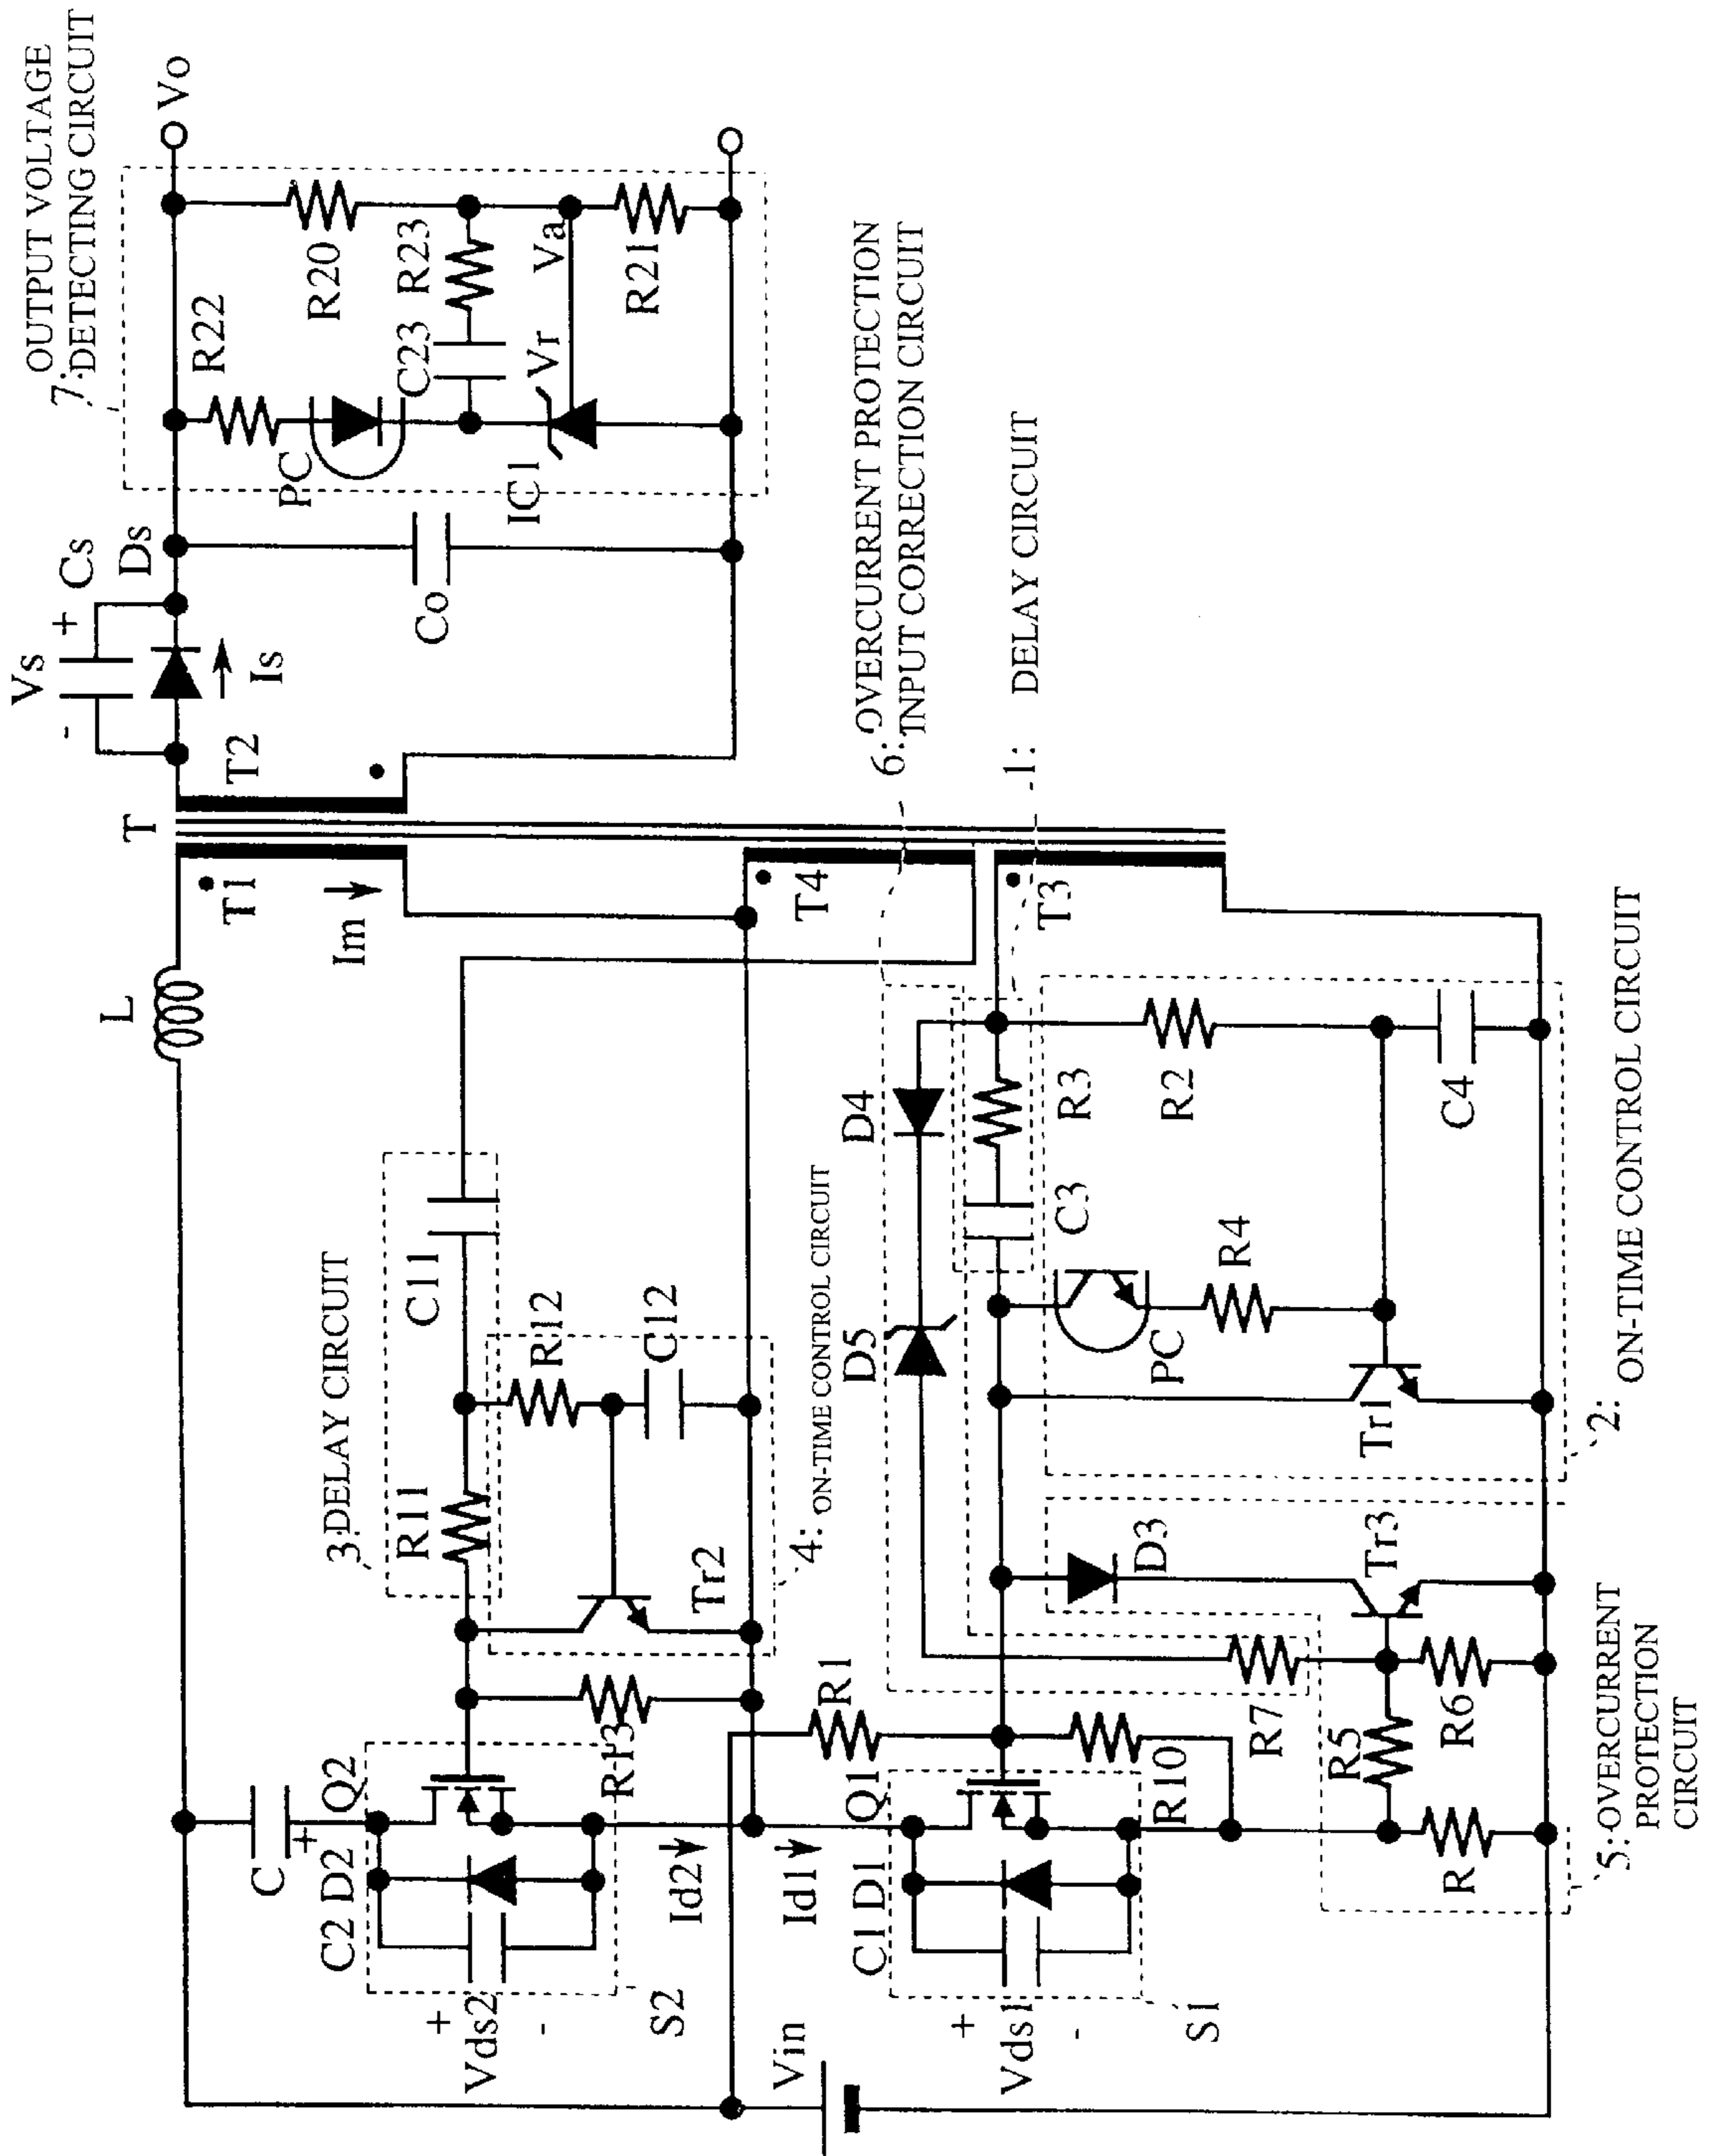 7:
OUTPUT VOLTAGE
DETECTING CIRCUIT
Vo
R20
R22
R23
C23
Va
R21
Vr
PC
IC1
Vs
+
-
Cs
Ds
Is
Co
T2
T
T1
Im
T4
T3
L
6:
OVERCURRENT PROTECTION
INPUT CORRECTION CIRCUIT
1:
DELAY CIRCUIT
3:
DELAY CIRCUIT
C11
R11
R12
C12
Tr2
4:
ON-TIME CONTROL CIRCUIT
D4
D5
R3
C3
R2
C4
R4
PC
Tr1
2:
ON-TIME CONTROL CIRCUIT
C
+
Q2
C2 D2
R13
Id2
+
Vds2
-
S2
R1
Q1
C1 D1
R10
Id1
+
Vds1
-
S1
D3
Tr3
R7
R5
R6
R
5:
OVERCURRENT
PROTECTION
CIRCUIT
Vin